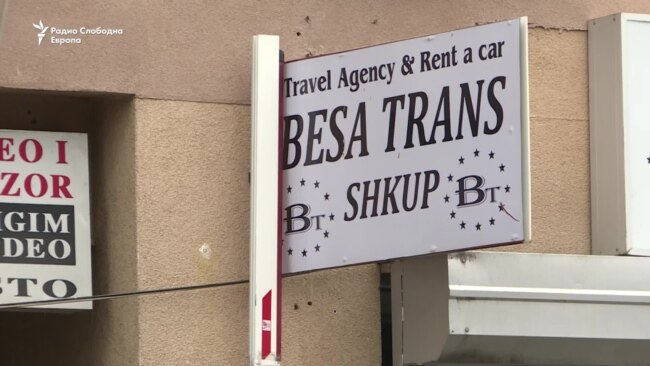 Радио Слободна
Европа
Travel Agency & Rent a car
BESA TRANS
SHKUP
BT
BT
EO I
ZOR
GIM
DEO
STO